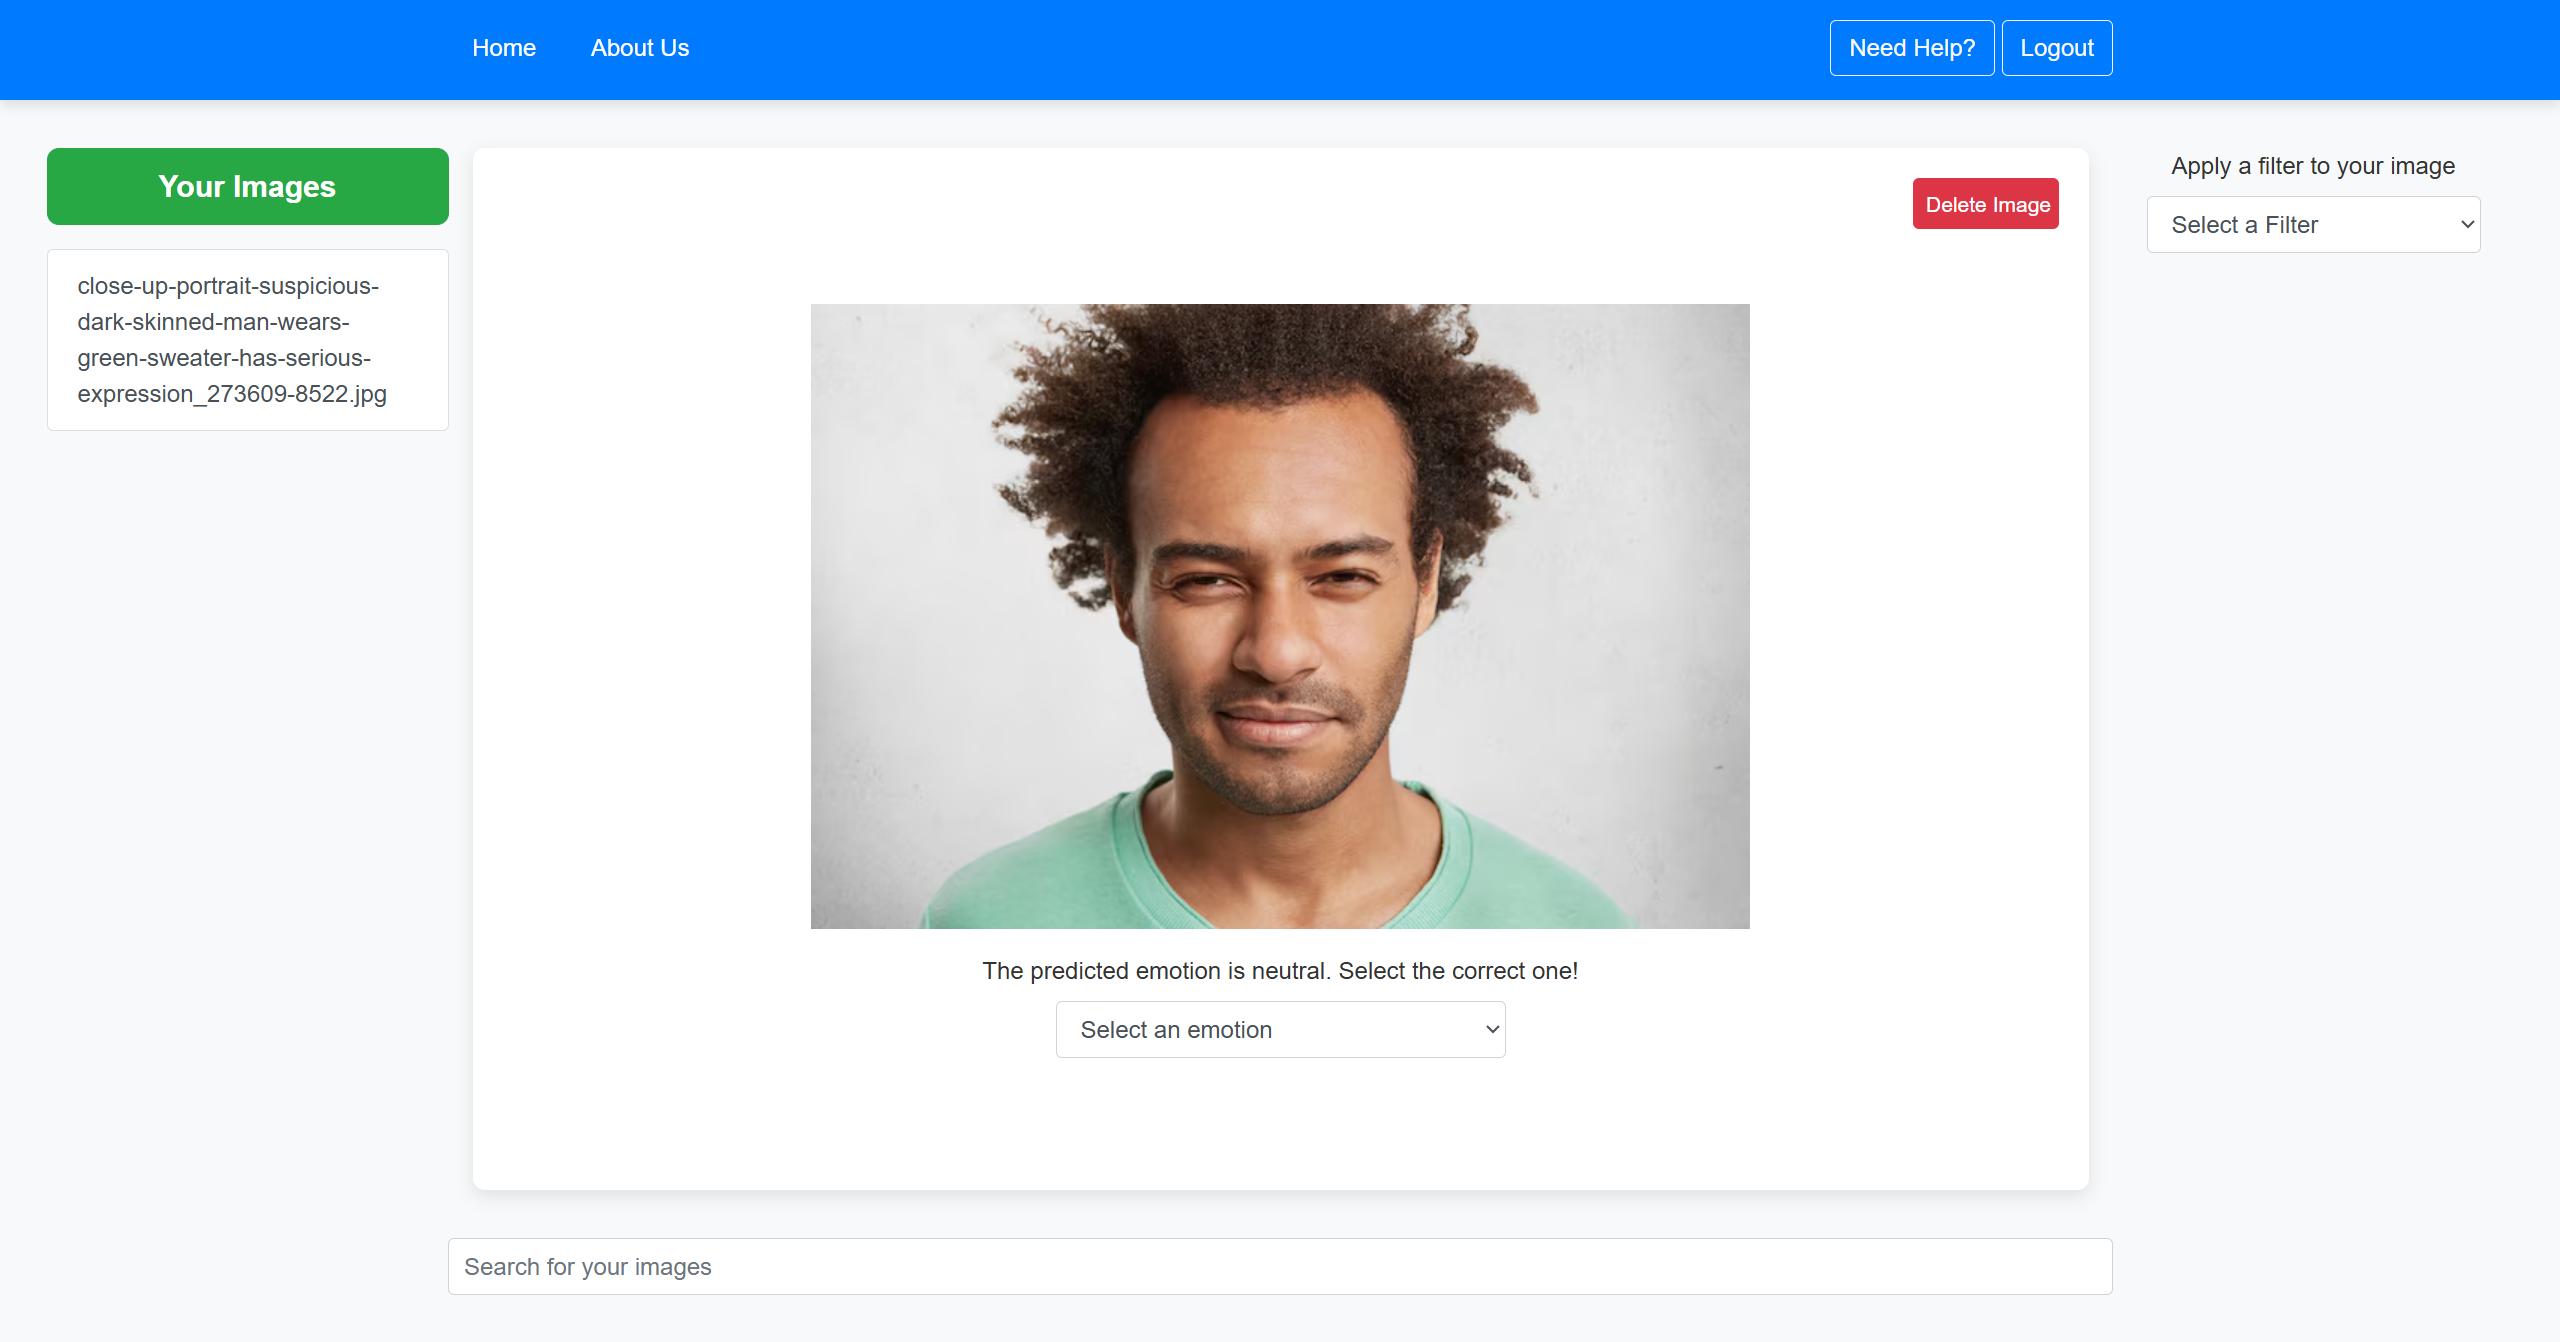 Home
About Us
Need Help?
Logout
Your Images
close-up-portrait-suspicious-
dark-skinned-man-wears-
green-sweater-has-serious-
expression_273609-8522.jpg
Delete Image
The predicted emotion is neutral. Select the correct one!
Select an emotion
Apply a filter to your image
Select a Filter
Search for your images